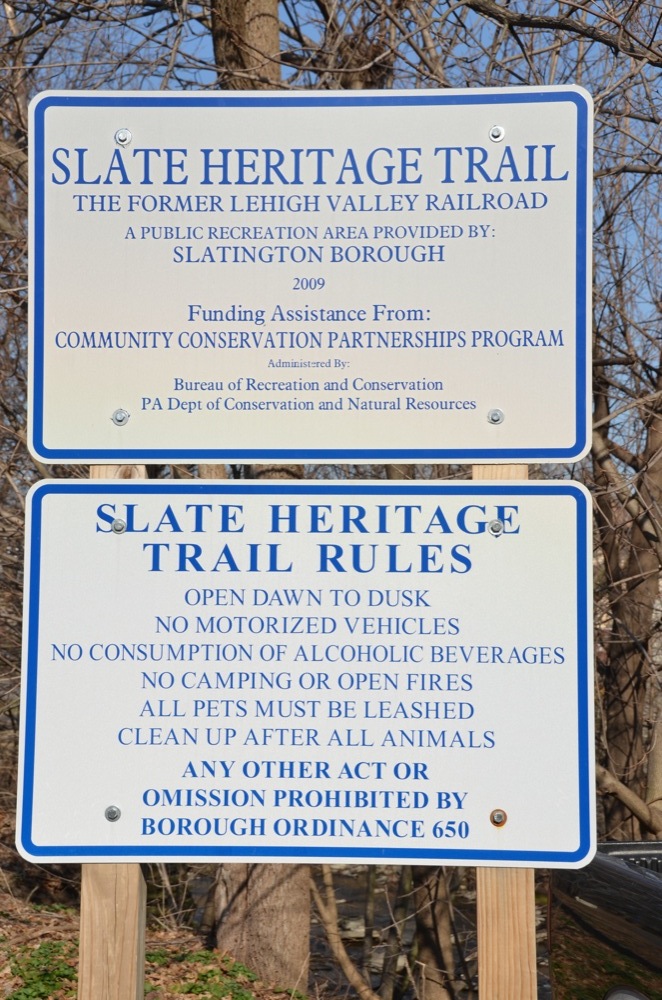 SLATE HERITAGE TRAIL
THE FORMER LEHIGH VALLEY RAILROAD
A PUBLIC RECREATION AREA PROVIDED BY:
SLATINGTON BOROUGH
2009
Funding Assistance From:
COMMUNITY CONSERVATION PARTNERSHIPS PROGRAM
Administered By:
Bureau of Recreation and Conservation
PA Dept of Conservation and Natural Resources
SLATE HERITAGE
TRAIL RULES
OPEN DAWN TO DUSK
NO MOTORIZED VEHICLES
NO CONSUMPTION OF ALCOHOLIC BEVERAGES
NO CAMPING OR OPEN FIRES
ALL PETS MUST BE LEASHED
CLEAN UP AFTER ALL ANIMALS
ANY OTHER ACT OR
OMISSION PROHIBITED BY
BOROUGH ORDINANCE 650